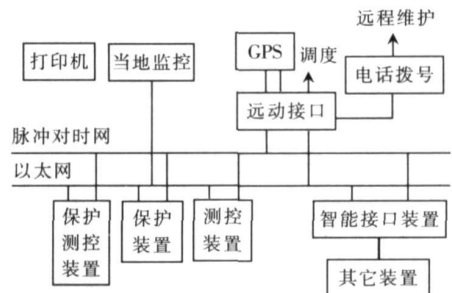 远程维护
GPS
调度
打印机
当地监控
电话拨号
远动接口
脉冲对时网
以太网
保护
测控
装置
保护
装置
测控
装置
智能接口装置
其它装置